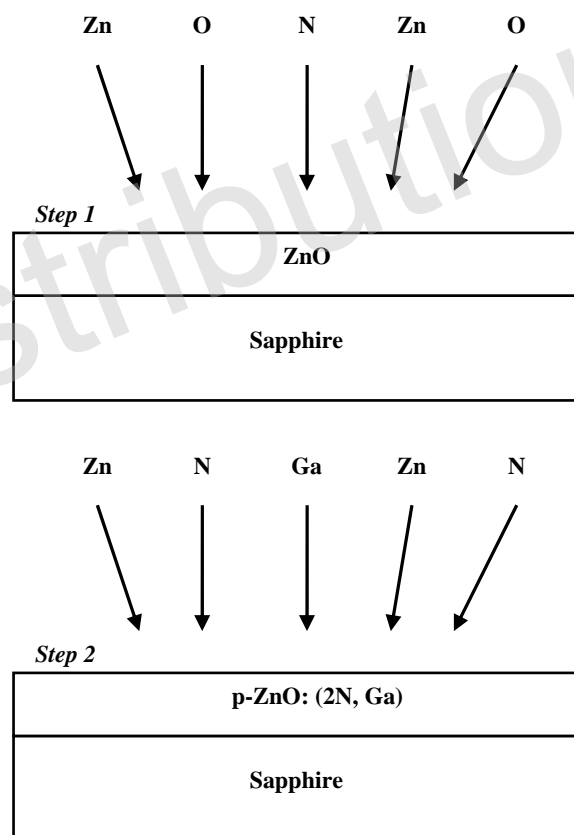 Zn O N Zn O
Step 1
ZnO
Sapphire
Zn N Ga Zn N
Step 2
p-ZnO: (2N, Ga)
Sapphire